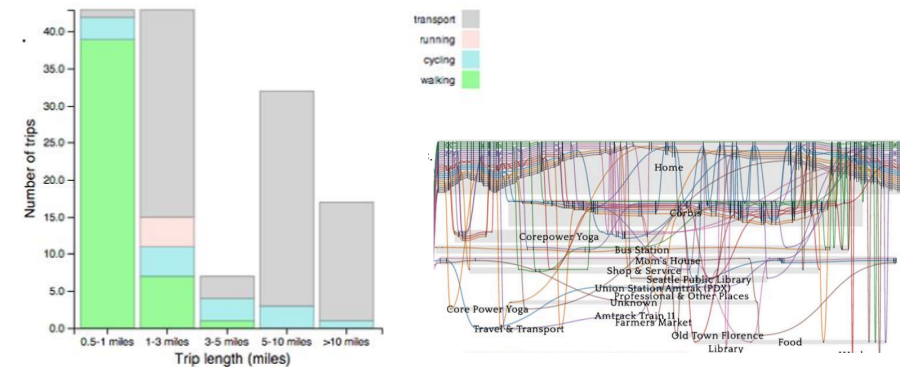 transport
running
cycling
walking
40.0
35.0
30.0
25.0
20.0
15.0
10.0
5.0
0.0
Number of trips
0.5-1 miles
1-3 miles
3-5 miles
5-10 miles
>10 miles
Trip length (miles)
Home
Corbis
Corepower Yoga
Bus Station
Mom's House
Shop & Service
Seattle Public Library
Union Station Amtrak (PDX)
Professional & Other Places
Unknown
Core Power Yoga
Amtrack Train 11
Farmers Market
Travel & Transport
Old Town Florence
Food
Library